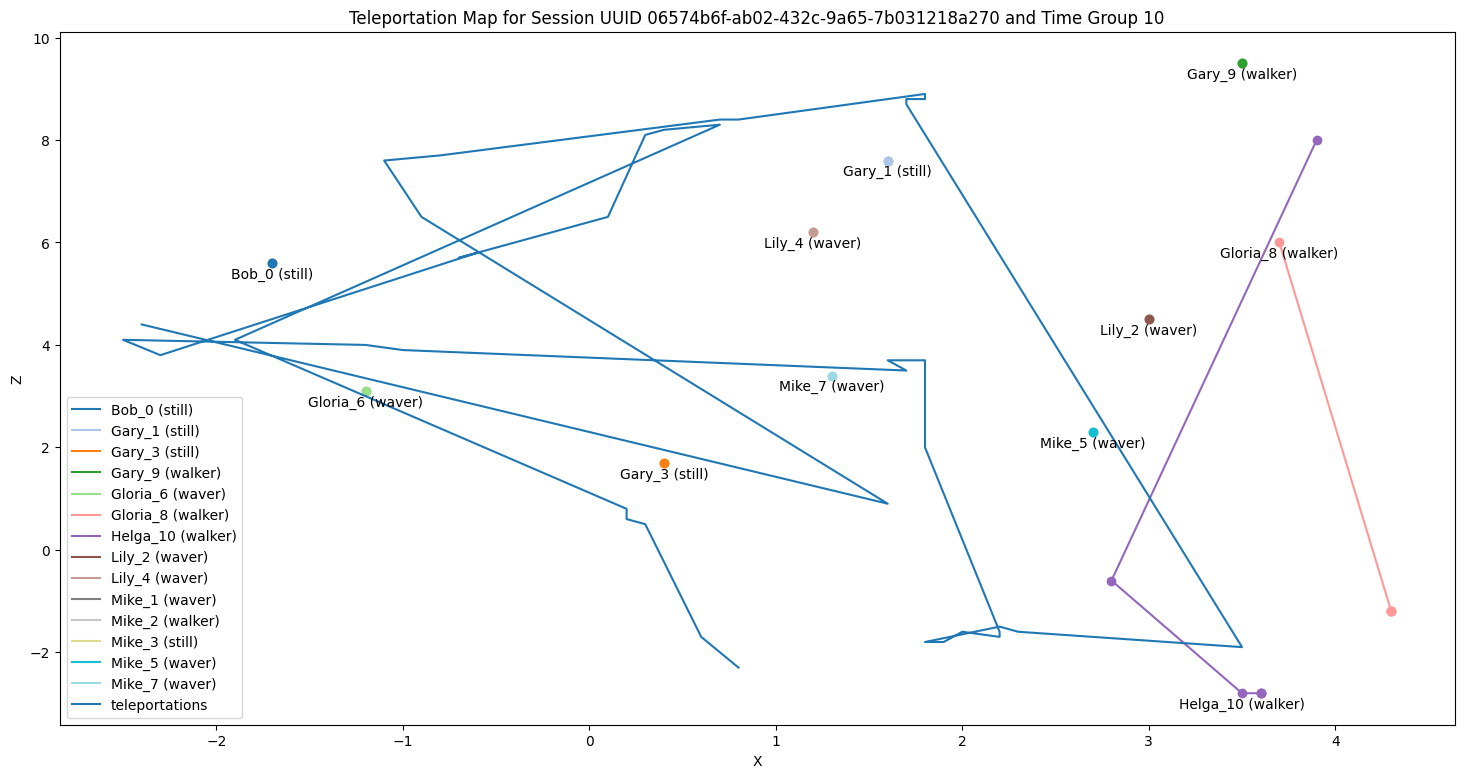 Teleportation Map for Session UUID 06574b6f-ab02-432c-9a65-7b031218a270 and Time Group 10
10
8
6
4
2
0
−2
Z
Gary_9 (walker)
Gary_1 (still)
Lily_4 (waver)
Gloria_8 (walker)
Bob_0 (still)
Lily_2 (waver)
Mike_7 (waver)
Gloria_6 (waver)
Mike_5 (waver)
Gary_3 (still)
Helga_10 (walker)
Bob_0 (still)
Gary_1 (still)
Gary_3 (still)
Gary_9 (walker)
Gloria_6 (waver)
Gloria_8 (walker)
Helga_10 (walker)
Lily_2 (waver)
Lily_4 (waver)
Mike_1 (waver)
Mike_2 (walker)
Mike_3 (still)
Mike_5 (waver)
Mike_7 (waver)
teleportations
−2 −1 0 1 2 3 4
X